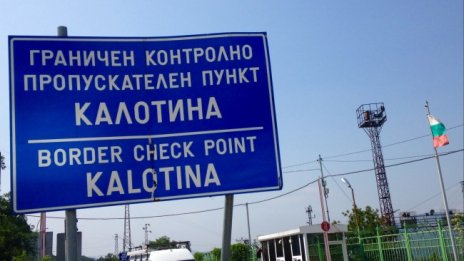 ГРАНИЧЕН КОНТРОЛНО
ПРОПУСКАТЕЛЕН ПУНКТ
КАЛОТИНА
BORDER CHECK POINT
KALOTINA